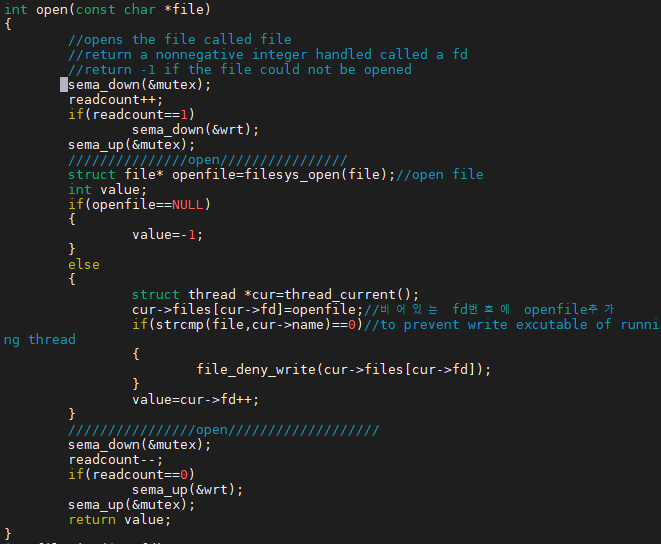 int open(const char *file)
{
        //opens the file called file
        //return a nonnegative integer handled called a fd
        //return -1 if the file could not be opened
        sema_down(&mutex);
        readcount++;
        if(readcount==1)
                sema_down(&wrt);
        sema_up(&mutex);
        ///////////////open////////////////
        struct file* openfile=filesys_open(file);//open file
        int value;
        if(openfile==NULL)
        {
                value=-1;
        }
        else
        {
                struct thread *cur=thread_current();
                cur->files[cur->fd]=openfile;//비어있는 fd번호에 openfile추가
                if(strcmp(file,cur->name)==0)//to prevent write excutable of runni
ng thread
                {
                        file_deny_write(cur->files[cur->fd]);
                }
                value=cur->fd++;
        }
        ////////////////open///////////////////
        sema_down(&mutex);
        readcount--;
        if(readcount==0)
                sema_up(&wrt);
        sema_up(&mutex);
        return value;
}